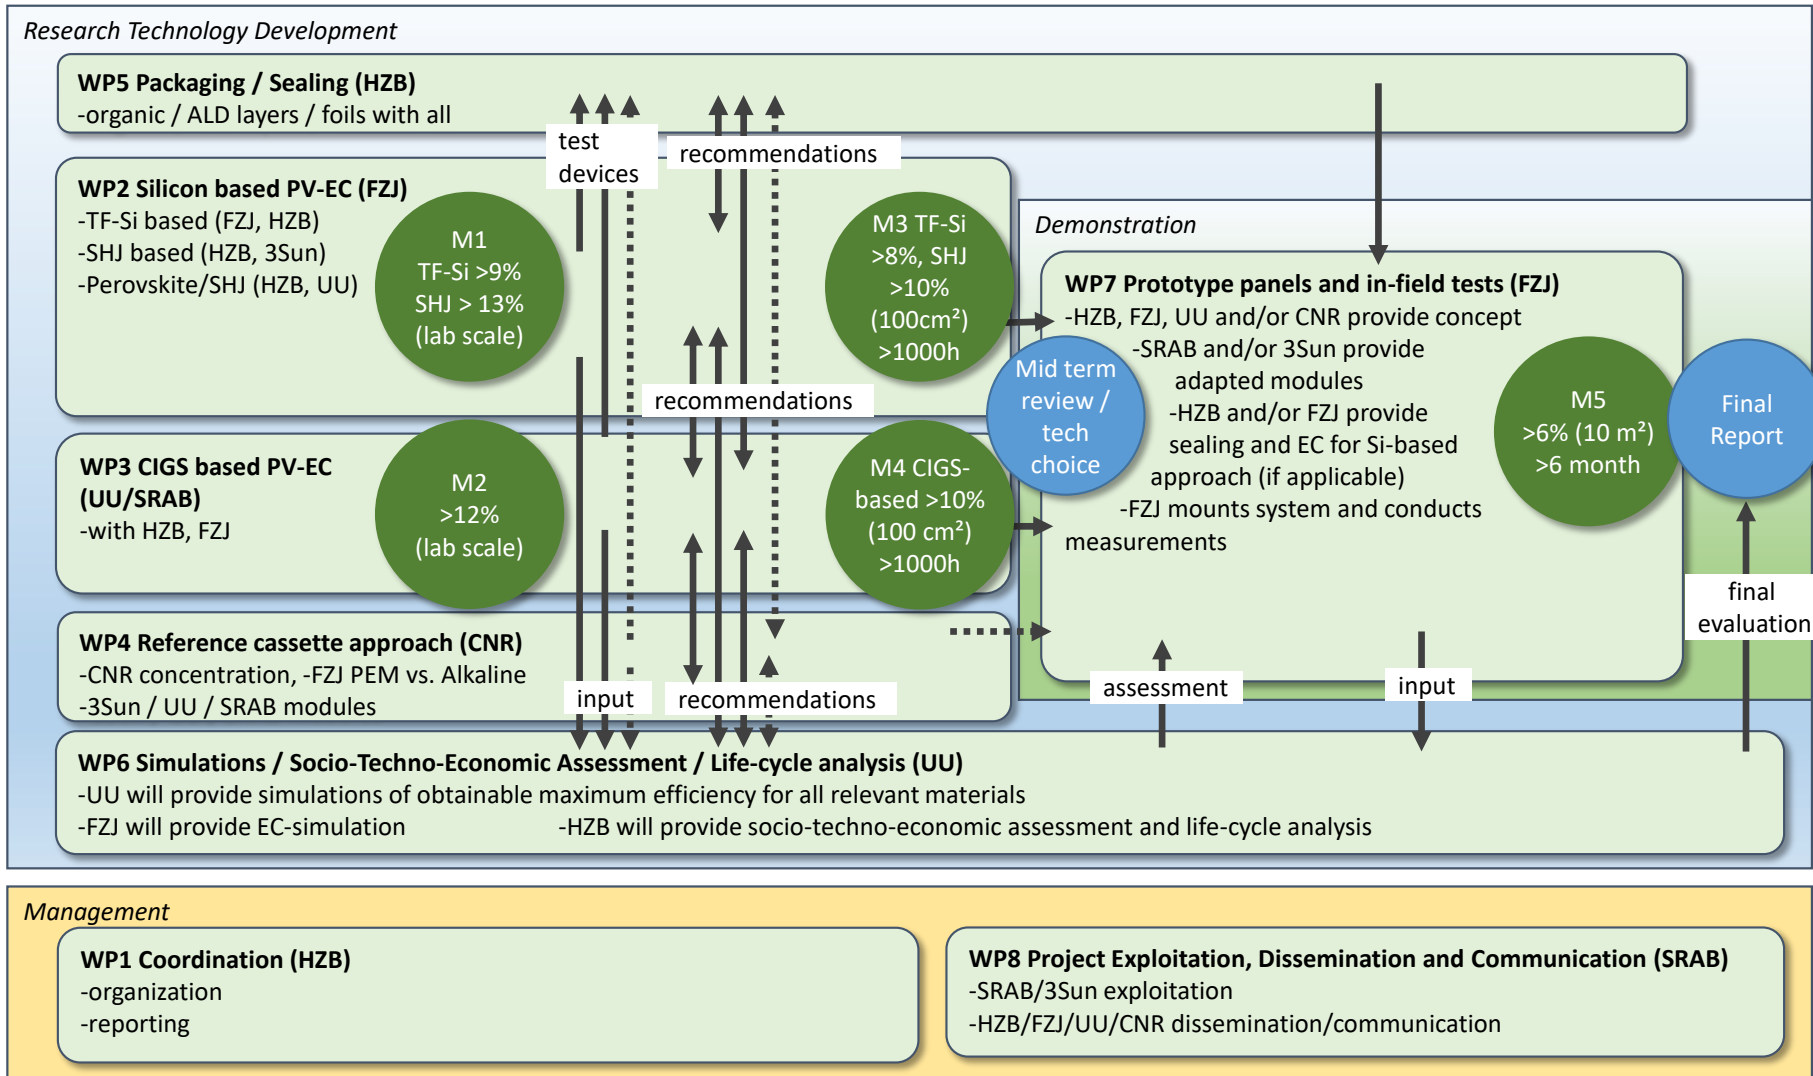 Research Technology Development
WP5 Packaging / Sealing (HZB)
-organic / ALD layers / foils with all
test
devices
recommendations
WP2 Silicon based PV-EC (FZJ)
-TF-Si based (FZJ, HZB)
-SHJ based (HZB, 3Sun)
-Perovskite/SHJ (HZB, UU)
M1
TF-Si >9%
SHJ > 13%
(lab scale)
M3 TF-Si
>8%, SHJ
>10%
(100cm²)
>1000h
recommendations
WP3 CIGS based PV-EC
(UU/SRAB)
-with HZB, FZJ
M2
>12%
(lab scale)
M4 CIGS-
based >10%
(100 cm²)
>1000h
Mid term
review /
tech
choice
Demonstration
WP7 Prototype panels and in-field tests (FZJ)
-HZB, FZJ, UU and/or CNR provide concept
-SRAB and/or 3Sun provide
adapted modules
-HZB and/or FZJ provide
sealing and EC for Si-based
approach (if applicable)
-FZJ mounts system and conducts
measurements
M5
>6% (10 m²)
>6 month
Final
Report
final
evaluation
WP4 Reference cassette approach (CNR)
-CNR concentration, -FZJ PEM vs. Alkaline
-3Sun / UU / SRAB modules
input
recommendations
assessment
input
WP6 Simulations / Socio-Techno-Economic Assessment / Life-cycle analysis (UU)
-UU will provide simulations of obtainable maximum efficiency for all relevant materials
-FZJ will provide EC-simulation -HZB will provide socio-techno-economic assessment and life-cycle analysis
Management
WP1 Coordination (HZB)
-organization
-reporting
WP8 Project Exploitation, Dissemination and Communication (SRAB)
-SRAB/3Sun exploitation
-HZB/FZJ/UU/CNR dissemination/communication